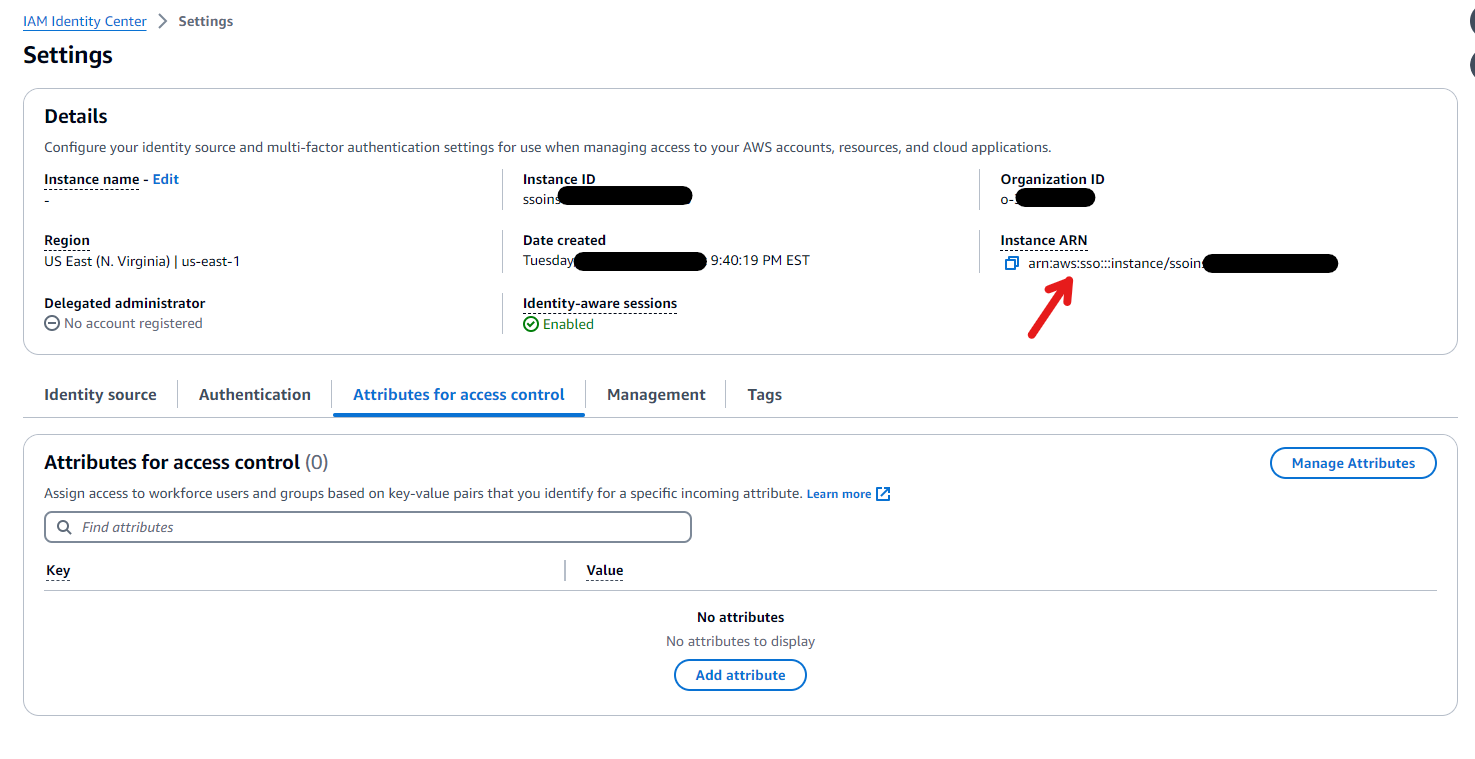 IAM Identity Center > Settings
Settings
Details
Configure your identity source and multi-factor authentication settings for use when managing access to your AWS accounts, resources, and cloud applications.
Instance name - Edit
-
Instance ID
ssoins
Organization ID
o-
Region
US East (N. Virginia) | us-east-1
Date created
Tuesday 9:40:19 PM EST
Instance ARN
arn:aws:sso:::instance/ssoins
Delegated administrator
No account registered
Identity-aware sessions
Enabled
Identity source
Authentication
Attributes for access control
Management
Tags
Attributes for access control (0)
Manage Attributes
Assign access to workforce users and groups based on key-value pairs that you identify for a specific incoming attribute. Learn more
Find attributes
Key
Value
No attributes
No attributes to display
Add attribute